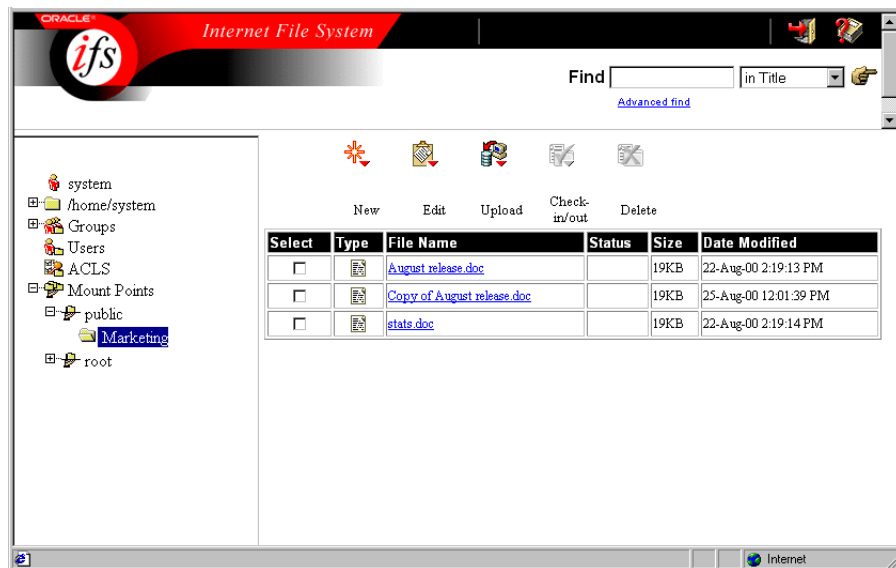 ORACLE®
ifs
Internet File System
Find
in Title
Advanced find
system
/home/system
Groups
Users
ACLS
Mount Points
public
Marketing
root
New Edit Upload Check-in/out Delete
Select Type File Name Status Size Date Modified
August release.doc 19KB 22-Aug-00 2:19:13 PM
Copy of August release.doc 19KB 25-Aug-00 12:01:39 PM
stats.doc 19KB 22-Aug-00 2:19:14 PM
Internet